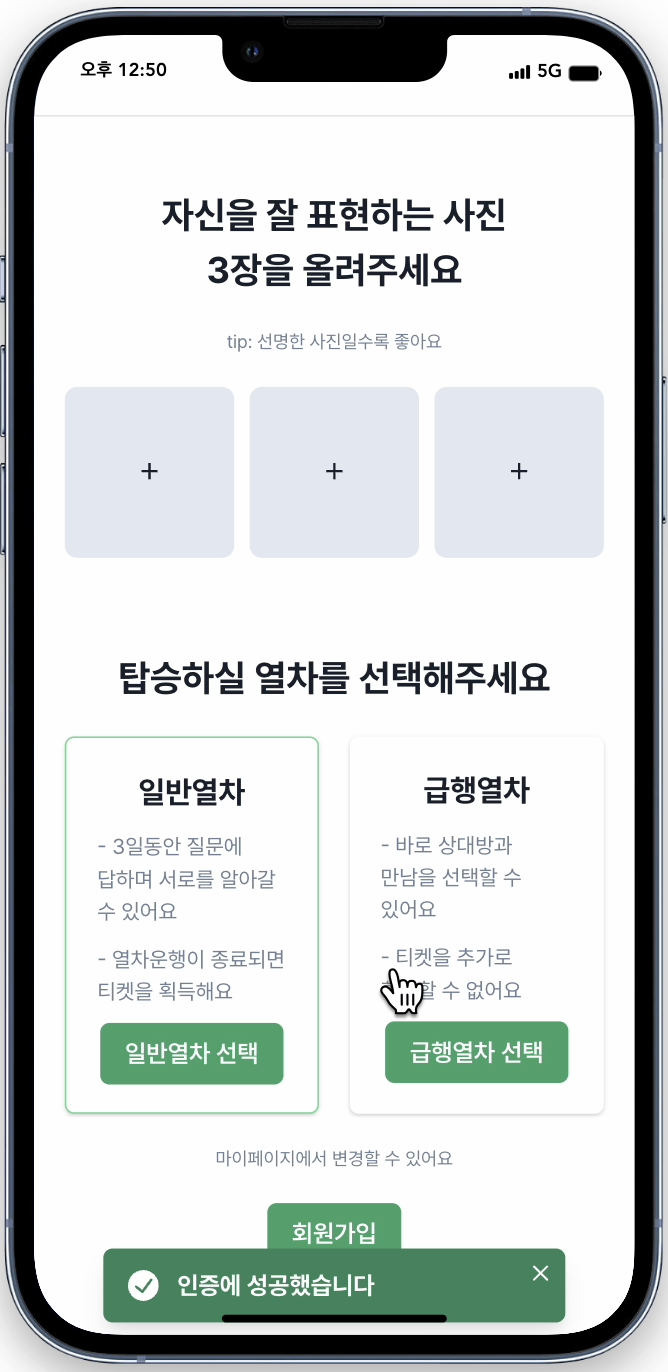 오후 12:50
5G
자신을 잘 표현하는 사진
3장을 올려주세요
tip: 선명한 사진일수록 좋아요
+
+
+
탑승하실 열차를 선택해주세요
일반열차
- 3일동안 질문에
답하며 서로를 알아갈
수 있어요
- 열차운행이 종료되면
티켓을 획득해요
일반열차 선택
급행열차
- 바로 상대방과
만남을 선택할 수
있어요
- 티켓을 추가로
수 없어요
급행열차 선택
마이페이지에서 변경할 수 있어요
회원가입
인증에 성공했습니다